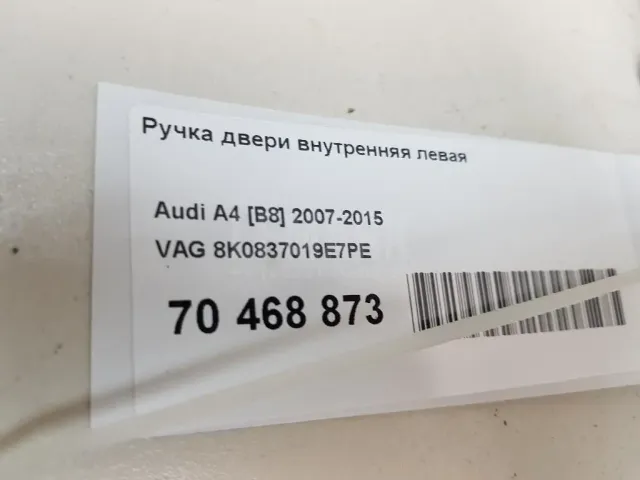 Ручка двери внутренняя левая
Audi A4 [B8] 2007-2015
VAG 8K0837019E7PE
70 468 873